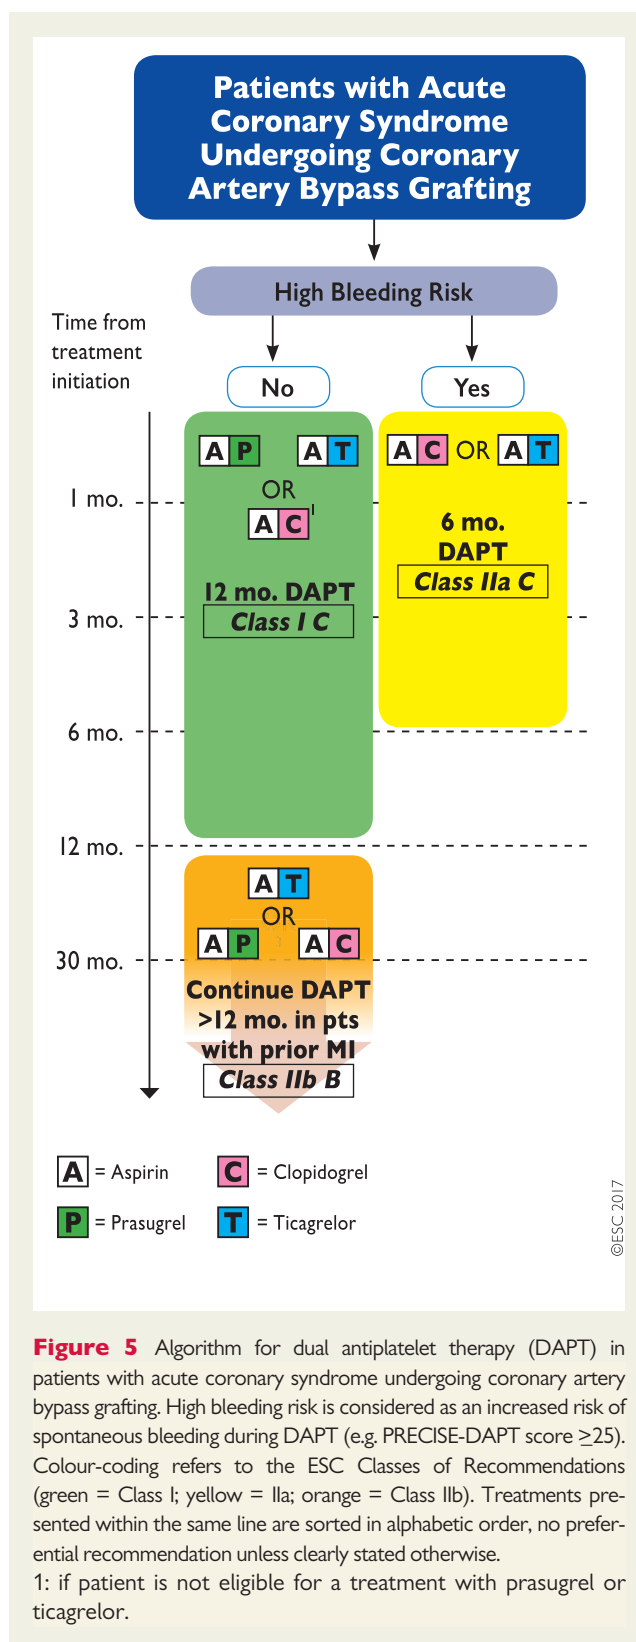 Patients with Acute
Coronary Syndrome
Undergoing Coronary
Artery Bypass Grafting
High Bleeding Risk
Time from
treatment
initiation
No
Yes
A P A T
A C OR A T
OR
1 mo.
A C 1
6 mo.
DAPT
Class IIa C
12 mo. DAPT
Class I C
3 mo.
6 mo.
12 mo.
A T
OR
A P A C
30 mo.
Continue DAPT
>12 mo. in pts
with prior MI
Class IIb B
A = Aspirin
C = Clopidogrel
P = Prasugrel
T = Ticagrelor
©ESC 2017
Figure 5 Algorithm for dual antiplatelet therapy (DAPT) in
patients with acute coronary syndrome undergoing coronary artery
bypass grafting. High bleeding risk is considered as an increased risk of
spontaneous bleeding during DAPT (e.g. PRECISE-DAPT score ≥25).
Colour-coding refers to the ESC Classes of Recommendations
(green = Class I; yellow = IIa; orange = Class IIb). Treatments pre-
sented within the same line are sorted in alphabetic order, no prefer-
ential recommendation unless clearly stated otherwise.
1: if patient is not eligible for a treatment with prasugrel or
ticagrelor.